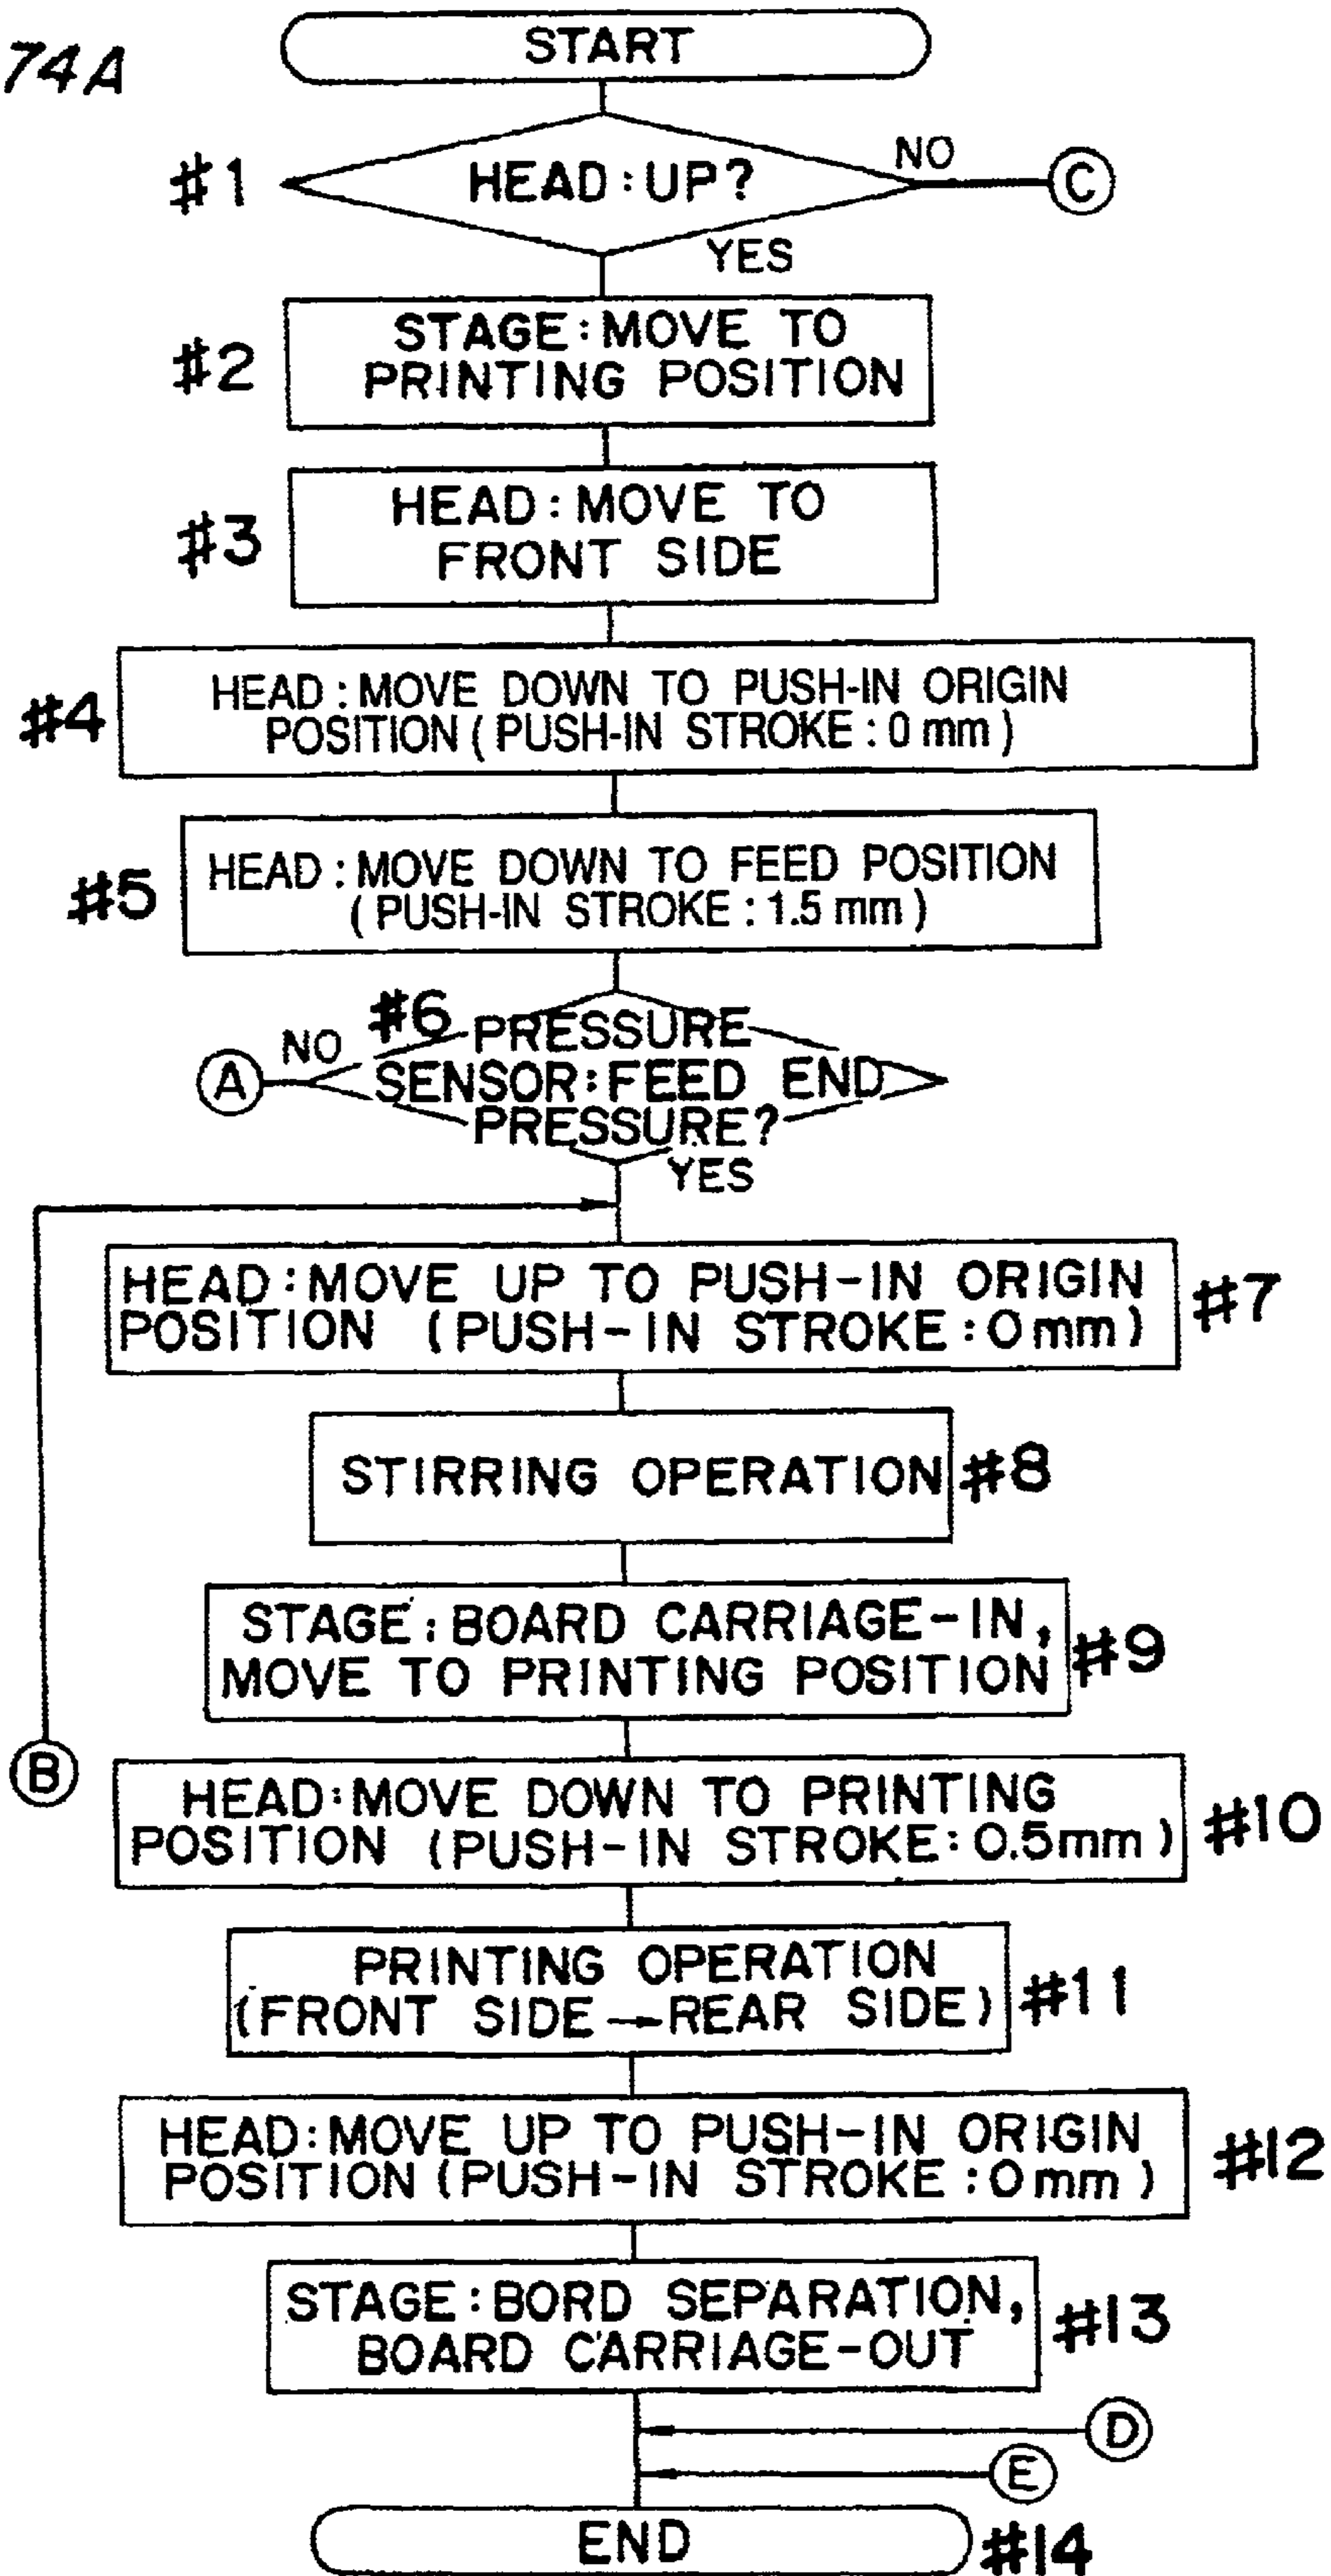 74A
START
#1
HEAD:UP?
NO
C
YES
#2
STAGE:MOVE TO
PRINTING POSITION
#3
HEAD:MOVE TO
FRONT SIDE
#4
HEAD:MOVE DOWN TO PUSH-IN ORIGIN
POSITION (PUSH-IN STROKE:0 mm)
#5
HEAD:MOVE DOWN TO FEED POSITION
(PUSH-IN STROKE:1.5 mm)
#6
A
NO
PRESSURE
SENSOR:FEED END
PRESSURE?
YES
HEAD:MOVE UP TO PUSH-IN ORIGIN
POSITION (PUSH-IN STROKE:0 mm)
#7
STIRRING OPERATION
#8
STAGE:BOARD CARRIAGE-IN,
MOVE TO PRINTING POSITION
#9
B
HEAD:MOVE DOWN TO PRINTING
POSITION (PUSH-IN STROKE:0.5mm)
#10
PRINTING OPERATION
(FRONT SIDE→REAR SIDE)
#11
HEAD:MOVE UP TO PUSH-IN ORIGIN
POSITION (PUSH-IN STROKE:0 mm)
#12
STAGE:BORD SEPARATION,
BOARD CARRIAGE-OUT
#13
D
E
END
#14